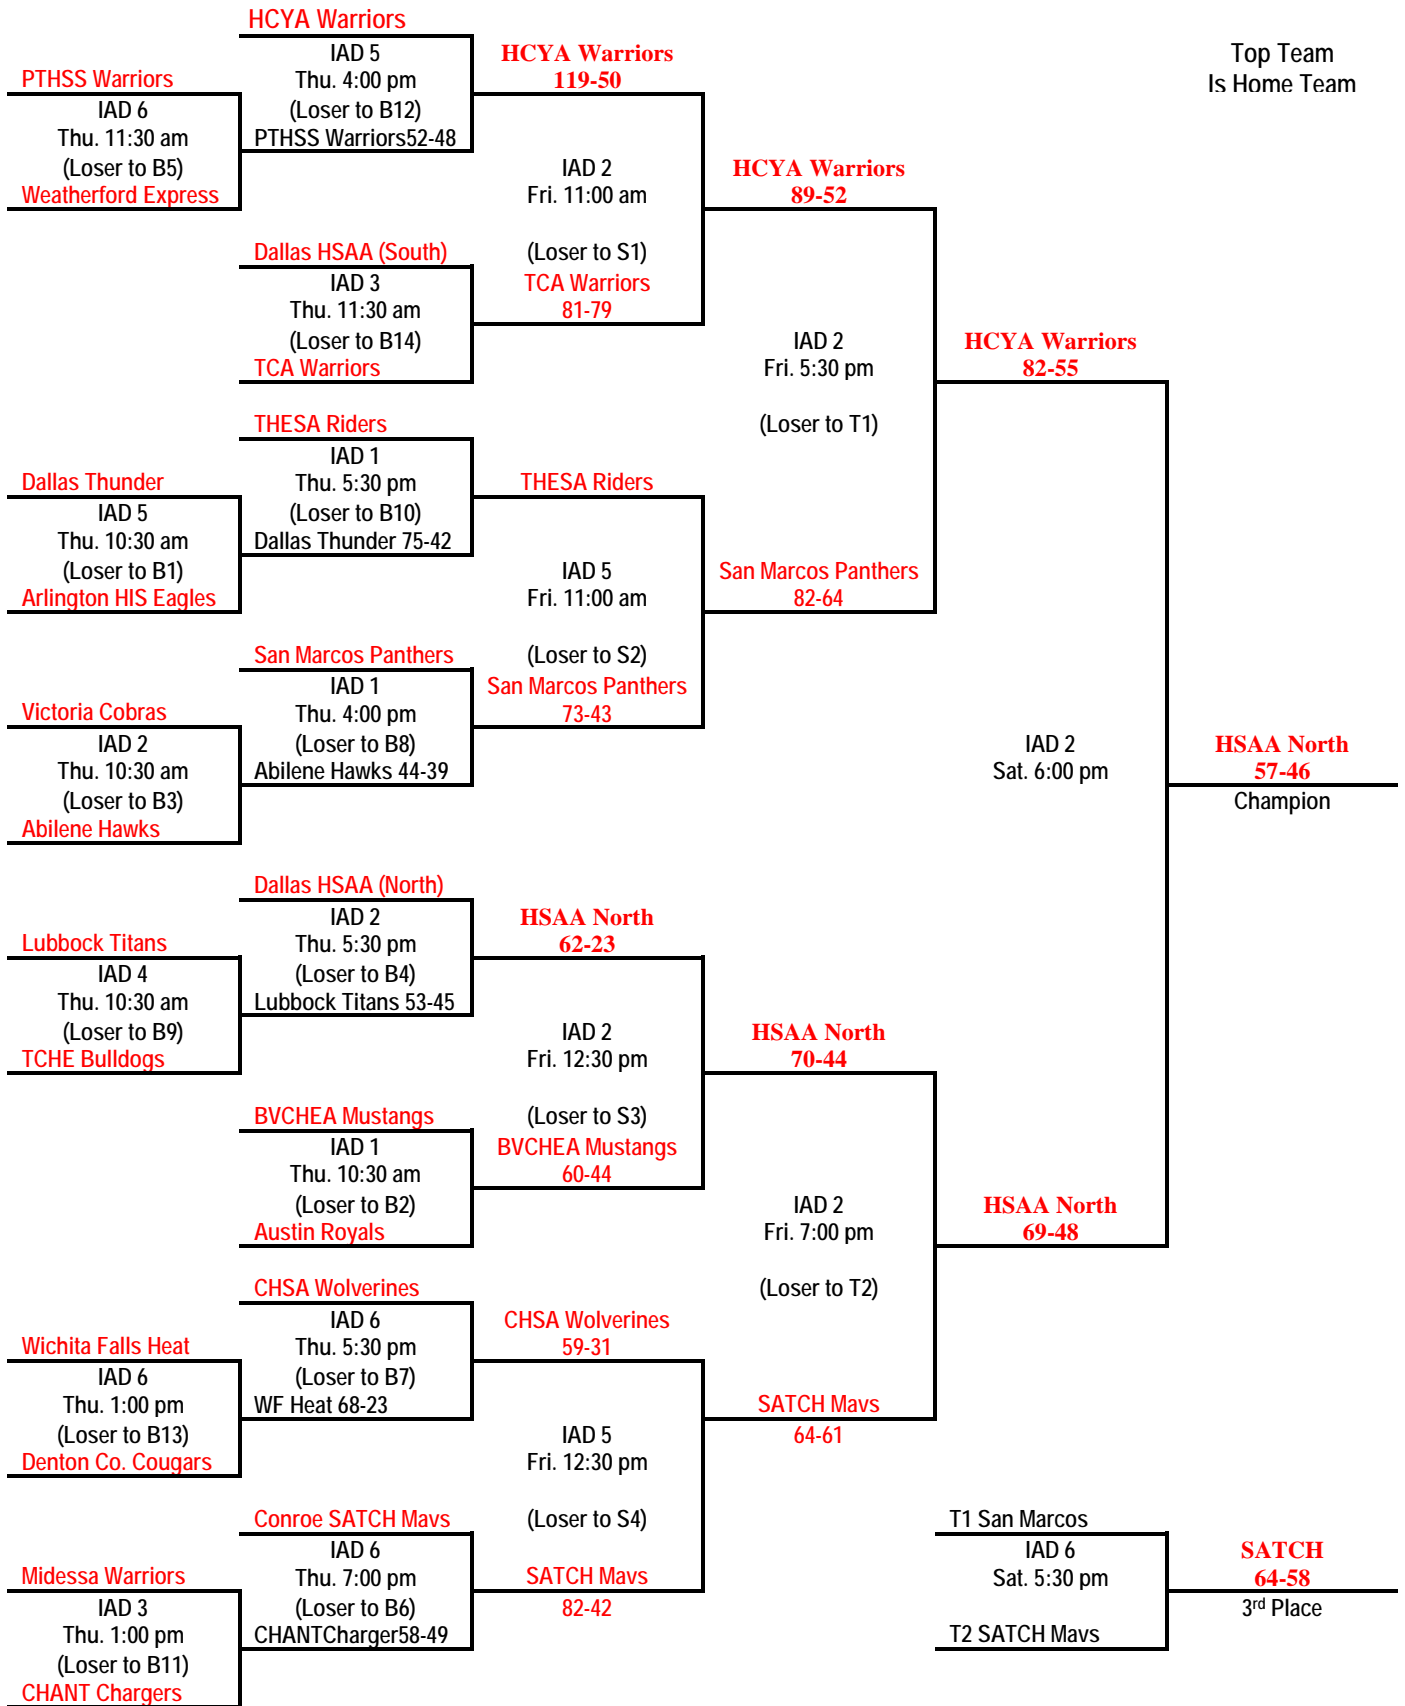 HCYA Warriors
IAD 5
Thu. 4:00 pm
(Loser to B12)
PTHSS Warriors52-48
HCYA Warriors
119-50
Top Team
Is Home Team
PTHSS Warriors
IAD 6
Thu. 11:30 am
(Loser to B5)
Weatherford Express
IAD 2
Fri. 11:00 am
(Loser to S1)
HCYA Warriors
89-52
Dallas HSAA (South)
IAD 3
Thu. 11:30 am
(Loser to B14)
TCA Warriors
TCA Warriors
81-79
IAD 2
Fri. 5:30 pm
(Loser to T1)
HCYA Warriors
82-55
THESA Riders
IAD 1
Thu. 5:30 pm
(Loser to B10)
Dallas Thunder 75-42
THESA Riders
Dallas Thunder
IAD 5
Thu. 10:30 am
(Loser to B1)
Arlington HIS Eagles
IAD 5
Fri. 11:00 am
(Loser to S2)
San Marcos Panthers
82-64
San Marcos Panthers
IAD 1
Thu. 4:00 pm
(Loser to B8)
Abilene Hawks 44-39
San Marcos Panthers
73-43
Victoria Cobras
IAD 2
Thu. 10:30 am
(Loser to B3)
Abilene Hawks
IAD 2
Sat. 6:00 pm
HSAA North
57-46
Champion
Dallas HSAA (North)
IAD 2
Thu. 5:30 pm
(Loser to B4)
Lubbock Titans 53-45
HSAA North
62-23
Lubbock Titans
IAD 4
Thu. 10:30 am
(Loser to B9)
TCHE Bulldogs
IAD 2
Fri. 12:30 pm
(Loser to S3)
HSAA North
70-44
BVCHEA Mustangs
IAD 1
Thu. 10:30 am
(Loser to B2)
Austin Royals
BVCHEA Mustangs
60-44
IAD 2
Fri. 7:00 pm
(Loser to T2)
HSAA North
69-48
CHSA Wolverines
IAD 6
Thu. 5:30 pm
(Loser to B7)
WF Heat 68-23
CHSA Wolverines
59-31
Wichita Falls Heat
IAD 6
Thu. 1:00 pm
(Loser to B13)
Denton Co. Cougars
IAD 5
Fri. 12:30 pm
(Loser to S4)
SATCH Mavs
64-61
Conroe SATCH Mavs
IAD 6
Thu. 7:00 pm
(Loser to B6)
CHANTCharger58-49
SATCH Mavs
82-42
Midessa Warriors
IAD 3
Thu. 1:00 pm
(Loser to B11)
CHANT Chargers
T1 San Marcos
IAD 6
Sat. 5:30 pm
T2 SATCH Mavs
SATCH
64-58
3rd Place